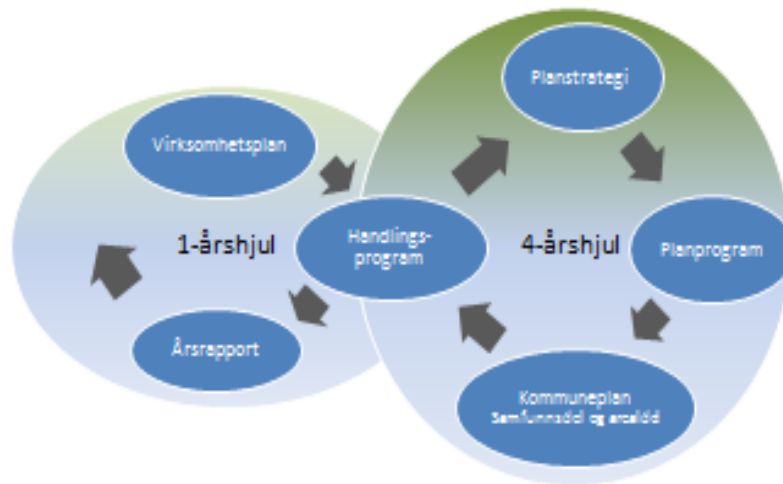 Planstrategi
Virksomhetsplan
1-årshjul
Handlings-
program
4-årshjul
Planprogram
Årsrapport
Kommuneplan
Samfunnsdel og arealdel